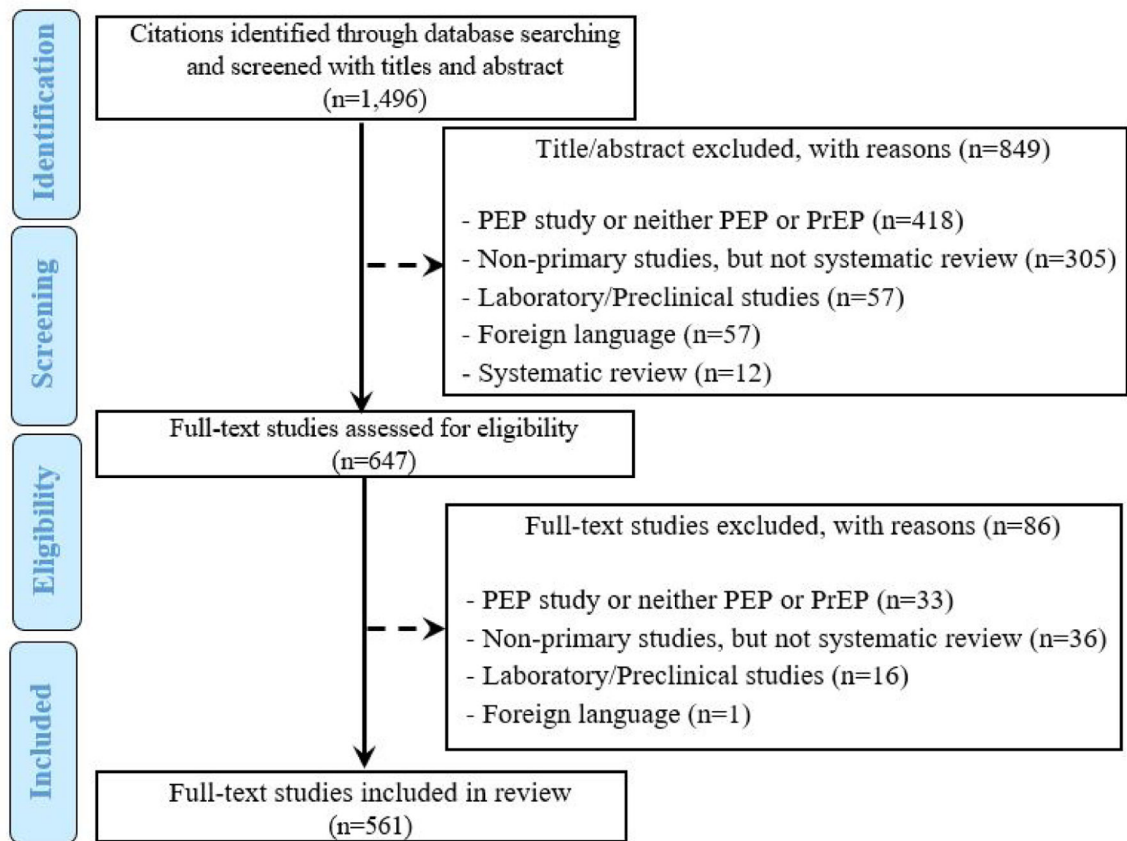 Identification
Citations identified through database searching
and screened with titles and abstract
(n=1,496)
Title/abstract excluded, with reasons (n=849)
- PEP study or neither PEP or PrEP (n=418)
- Non-primary studies, but not systematic review (n=305)
- Laboratory/Preclinical studies (n=57)
- Foreign language (n=57)
- Systematic review (n=12)
Screening
Full-text studies assessed for eligibility
(n=647)
Eligibility
Full-text studies excluded, with reasons (n=86)
- PEP study or neither PEP or PrEP (n=33)
- Non-primary studies, but not systematic review (n=36)
- Laboratory/Preclinical studies (n=16)
- Foreign language (n=1)
Included
Full-text studies included in review
(n=561)